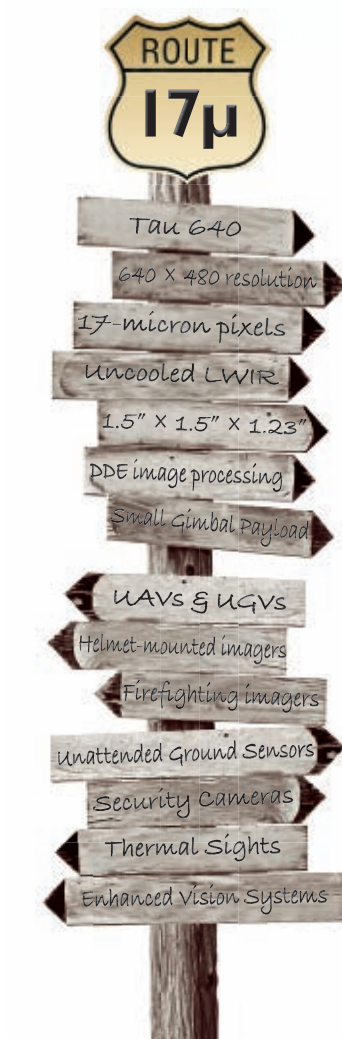 ROUTE
17µ
Tau 640
640 X 480 resolution
17-micron pixels
Uncooled LWIR
1.5" X 1.5" X 1.23"
DDE image processing
Small Gimbal Payload
UAVs & UGVs
Helmet-mounted imagers
Firefighting imagers
Unattended Ground Sensors
Security Cameras
Thermal Sights
Enhanced Vision Systems